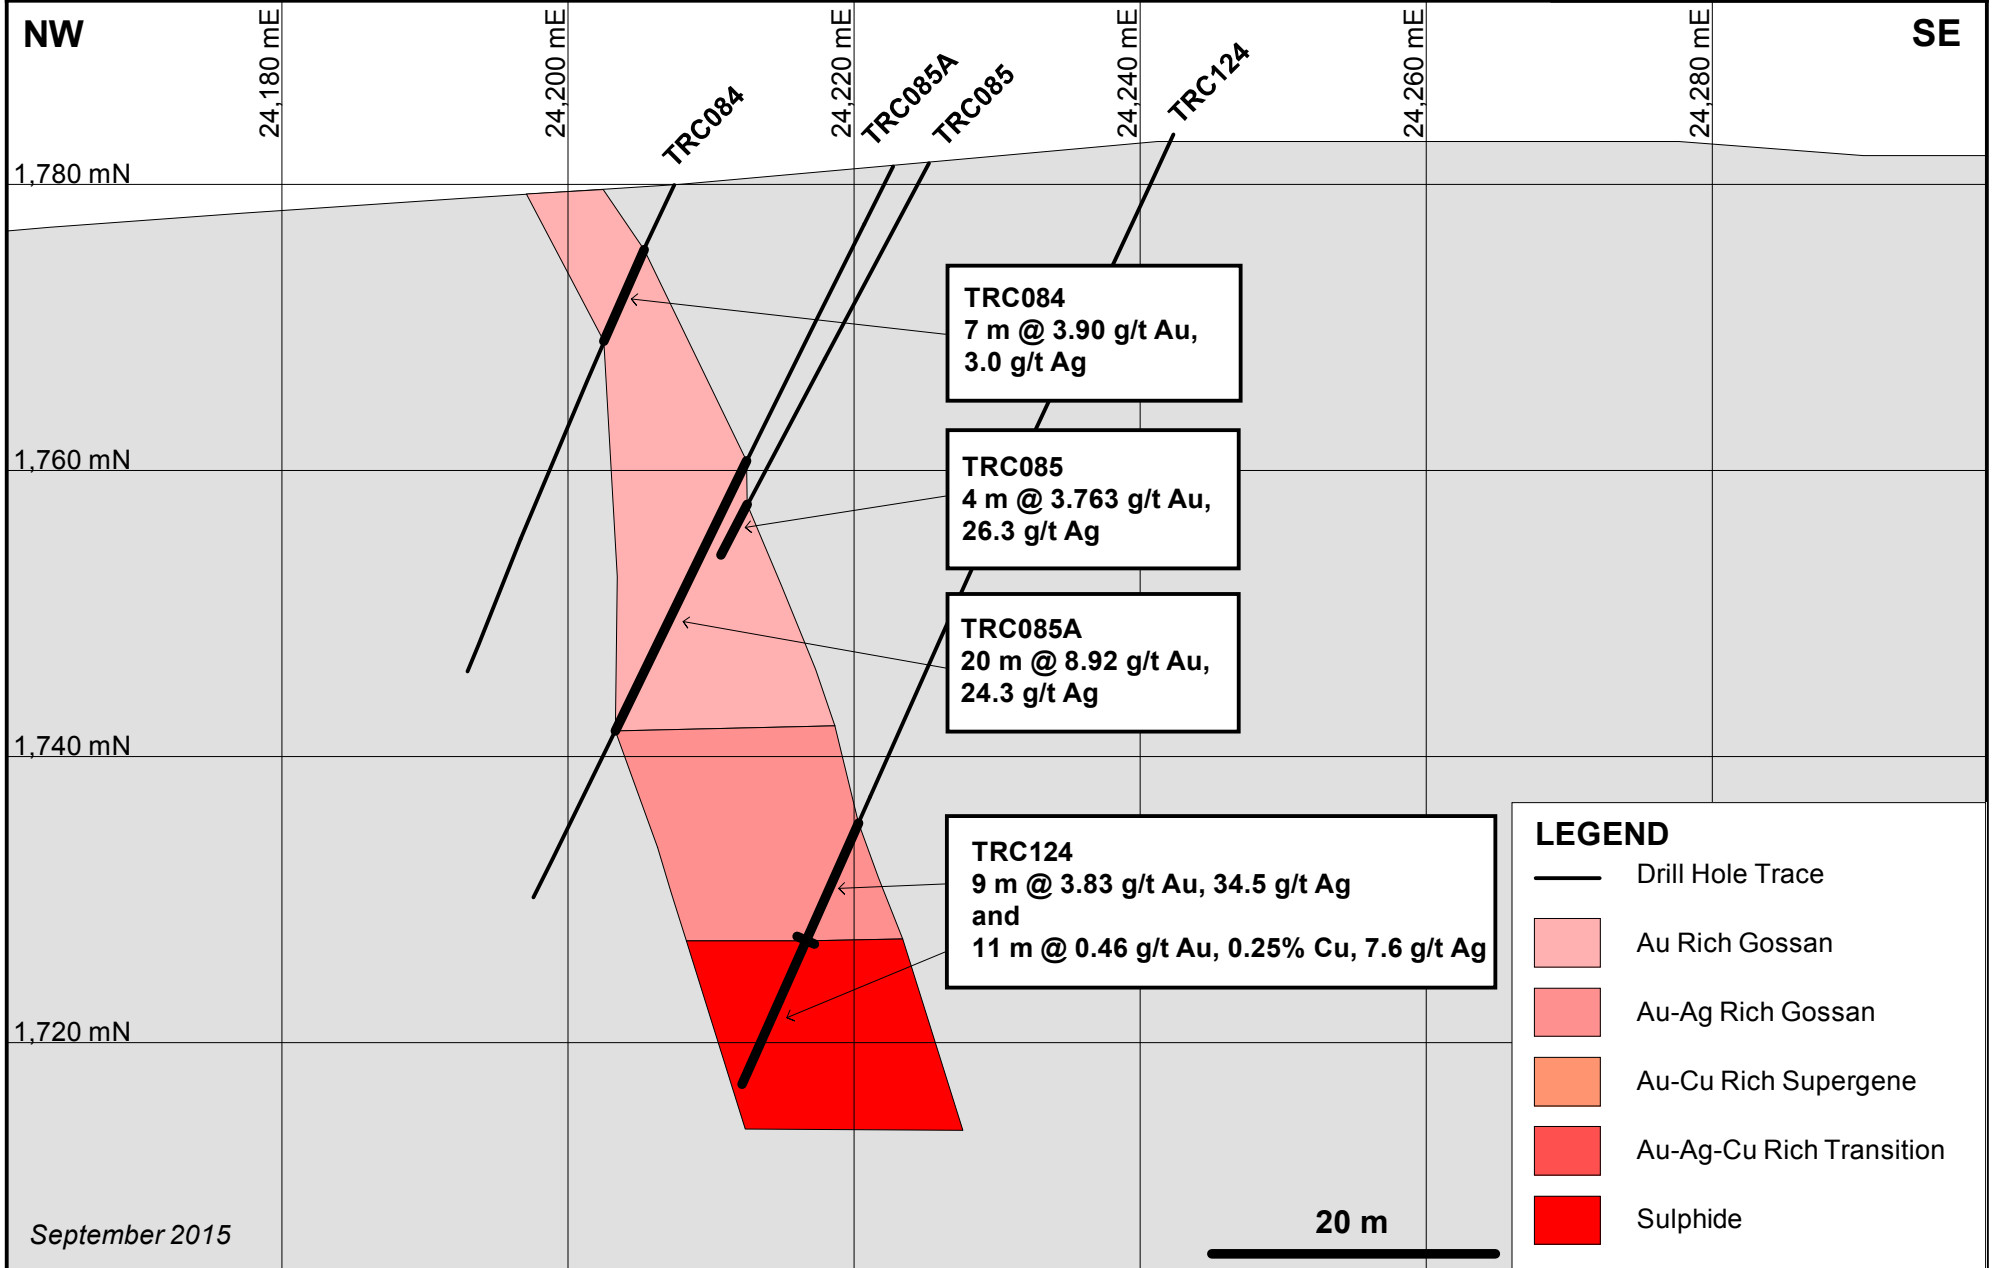 NW
SE
24,180 mE
24,200 mE
24,220 mE
24,240 mE
24,260 mE
24,280 mE
TRC084
TRC085A
TRC085
TRC124
1,780 mN
1,760 mN
1,740 mN
1,720 mN
TRC084
7 m @ 3.90 g/t Au,
3.0 g/t Ag
TRC085
4 m @ 3.763 g/t Au,
26.3 g/t Ag
TRC085A
20 m @ 8.92 g/t Au,
24.3 g/t Ag
TRC124
9 m @ 3.83 g/t Au, 34.5 g/t Ag
and
11 m @ 0.46 g/t Au, 0.25% Cu, 7.6 g/t Ag
LEGEND
Drill Hole Trace
Au Rich Gossan
Au-Ag Rich Gossan
Au-Cu Rich Supergene
Au-Ag-Cu Rich Transition
Sulphide
20 m
September 2015